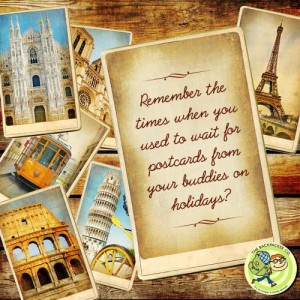 Remember the
times when you
used to wait for
postcards from
your buddies on
holidays?